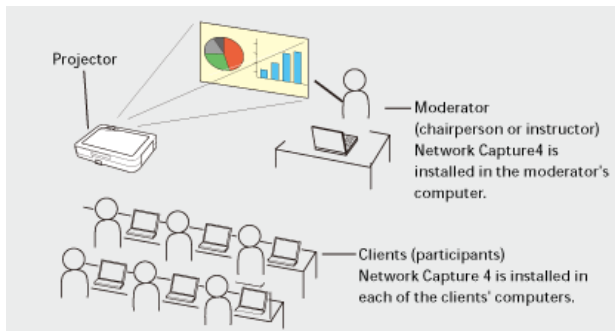 Projector
Moderator
(chairperson or instructor)
Network Capture4 is
installed in the moderator's
computer.
Clients (participants)
Network Capture 4 is installed in
each of the clients' computers.